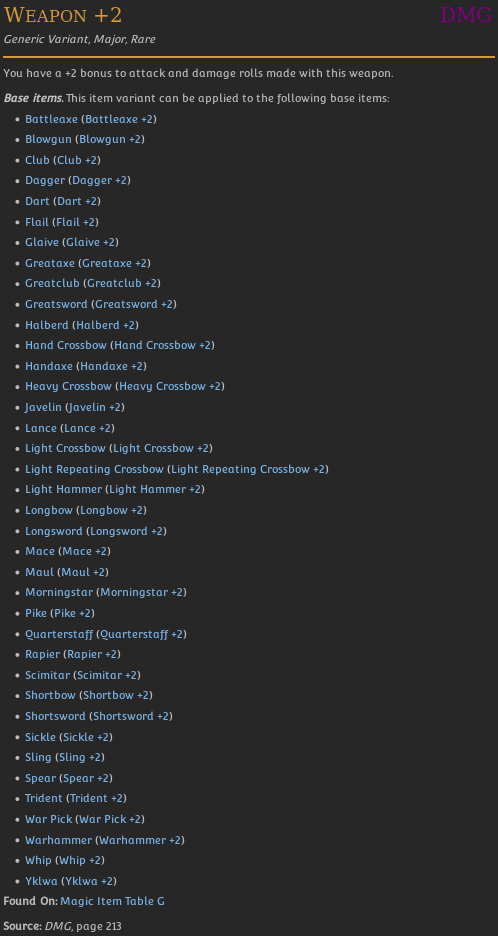 Weapon +2 DMG
Generic Variant, Major, Rare
You have a +2 bonus to attack and damage rolls made with this weapon.
Base items. This item variant can be applied to the following base items:
• Battleaxe (Battleaxe +2)
• Blowgun (Blowgun +2)
• Club (Club +2)
• Dagger (Dagger +2)
• Dart (Dart +2)
• Flail (Flail +2)
• Glaive (Glaive +2)
• Greataxe (Greataxe +2)
• Greatclub (Greatclub +2)
• Greatsword (Greatsword +2)
• Halberd (Halberd +2)
• Hand Crossbow (Hand Crossbow +2)
• Handaxe (Handaxe +2)
• Heavy Crossbow (Heavy Crossbow +2)
• Javelin (Javelin +2)
• Lance (Lance +2)
• Light Crossbow (Light Crossbow +2)
• Light Repeating Crossbow (Light Repeating Crossbow +2)
• Light Hammer (Light Hammer +2)
• Longbow (Longbow +2)
• Longsword (Longsword +2)
• Mace (Mace +2)
• Maul (Maul +2)
• Morningstar (Morningstar +2)
• Pike (Pike +2)
• Quarterstaff (Quarterstaff +2)
• Rapier (Rapier +2)
• Scimitar (Scimitar +2)
• Shortbow (Shortbow +2)
• Shortsword (Shortsword +2)
• Sickle (Sickle +2)
• Sling (Sling +2)
• Spear (Spear +2)
• Trident (Trident +2)
• War Pick (War Pick +2)
• Warhammer (Warhammer +2)
• Whip (Whip +2)
• Yklwa (Yklwa +2)
Found On: Magic Item Table G
Source: DMG, page 213